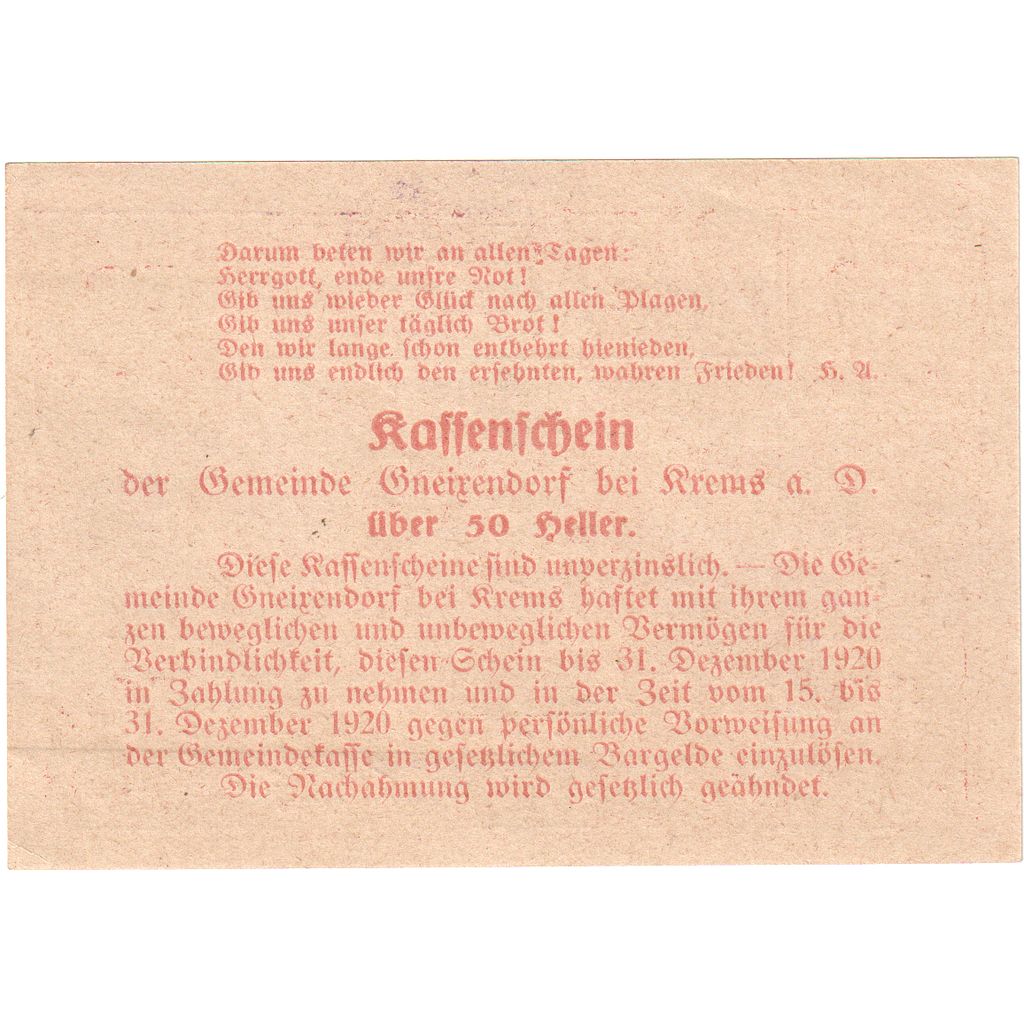 Darum beten wir an allen Tagen:
Herrgott, ende unsre Not!
Gib uns wieder Glück nach allen Plagen,
Gib uns unser täglich Brot!
Den wir lange schon entbehrt hienieden,
Gib uns endlich den ersehnten, wahren Frieden! H. A.
Kassenschein
der Gemeinde Gneixendorf bei Krems a. D.
über 50 Heller.
Diese Kassenscheine sind unverzinslich. — Die Ge-
meinde Gneixendorf bei Krems haftet mit ihrem gan-
zen beweglichen und unbeweglichen Vermögen für die
Verbindlichkeit, diesen Schein bis 31. Dezember 1920
in Zahlung zu nehmen und in der Zeit vom 15. bis
31. Dezember 1920 gegen persönliche Vorweisung an
der Gemeindekasse in gesetzlichem Bargelde einzulösen.
Die Nachahmung wird gesetzlich geähndet.